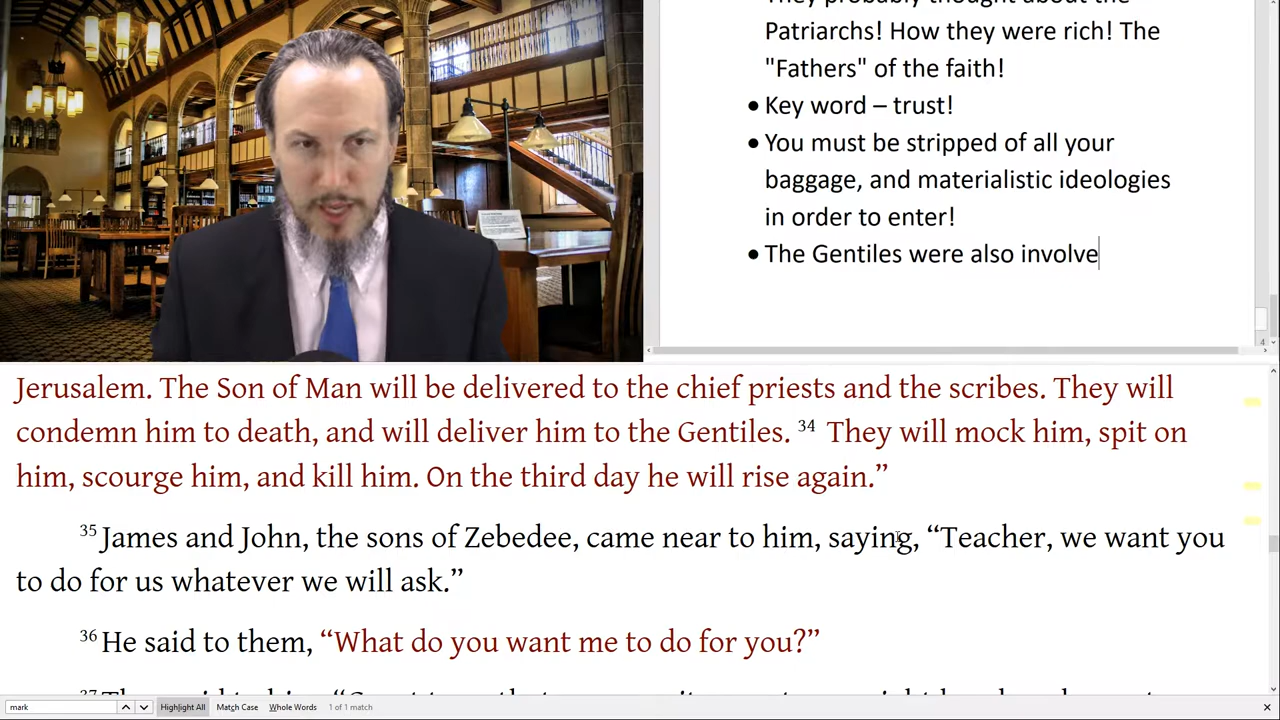 They probably thought about the
Patriarchs! How they were rich! The
"Fathers" of the faith!
• Key word – trust!
• You must be stripped of all your
baggage, and materialistic ideologies
in order to enter!
• The Gentiles were also involve
4
Jerusalem. The Son of Man will be delivered to the chief priests and the scribes. They will
condemn him to death, and will deliver him to the Gentiles. 34 They will mock him, spit on
him, scourge him, and kill him. On the third day he will rise again.”
35 James and John, the sons of Zebedee, came near to him, saying, “Teacher, we want you
to do for us whatever we will ask.”
36 He said to them, “What do you want me to do for you?”
mark
Highlight All Match Case Whole Words 1 of 1 match